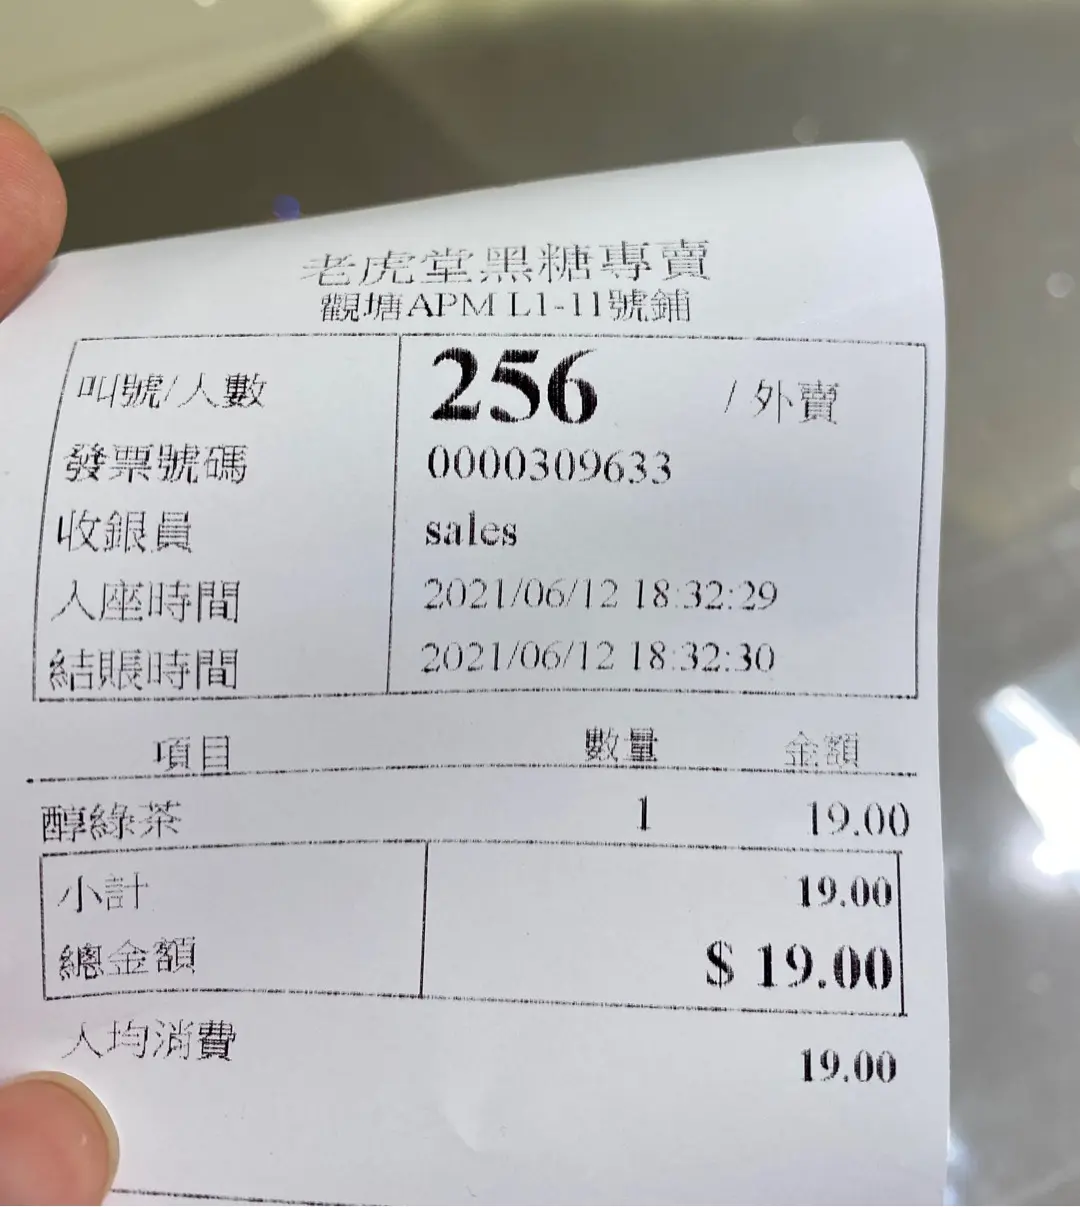 老虎堂黑糖專賣
觀塘APM L1-11號鋪
叫號/人數 256 /外賣
發票號碼 0000309633
收銀員 sales
入座時間 2021/06/12 18:32:29
結賬時間 2021/06/12 18:32:30
項目 數量 金額
醇綠茶 1 19.00
小計 19.00
總金額 $ 19.00
人均消費 19.00